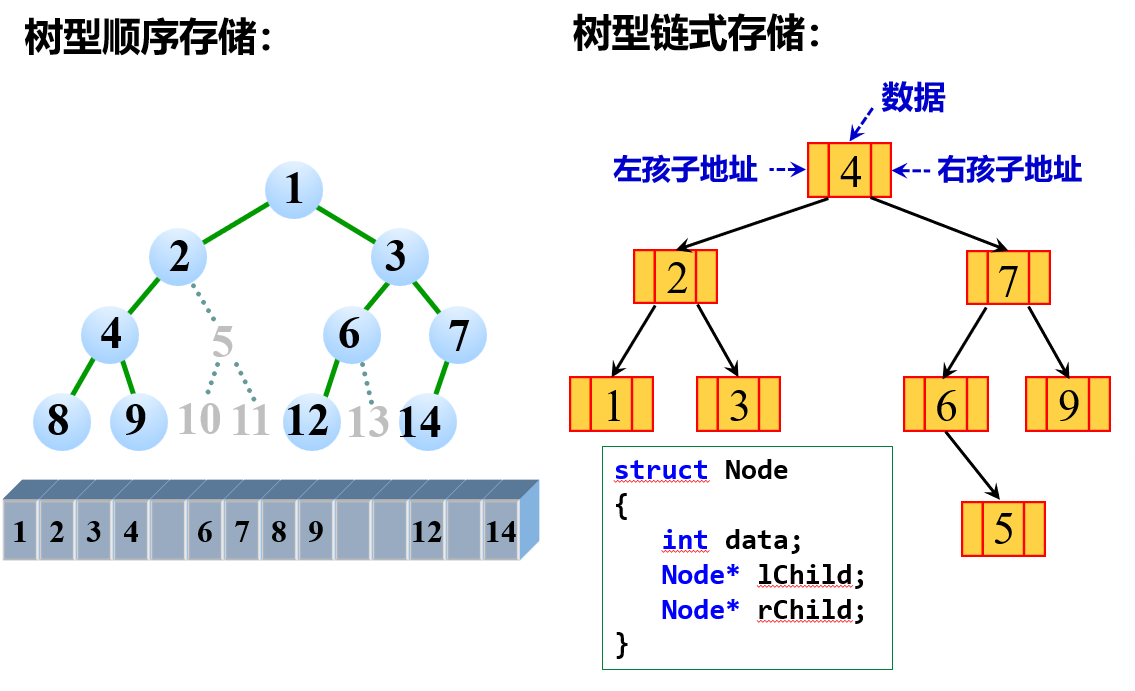 树型顺序存储：
1
2 3
4 5 6 7
8 9 10 11 12 13 14
1 2 3 4 6 7 8 9 12 14
树型链式存储：
数据
左孩子地址 4 右孩子地址
2 7
1 3 6 9
5
struct Node
{
int data;
Node* lChild;
Node* rChild;
}